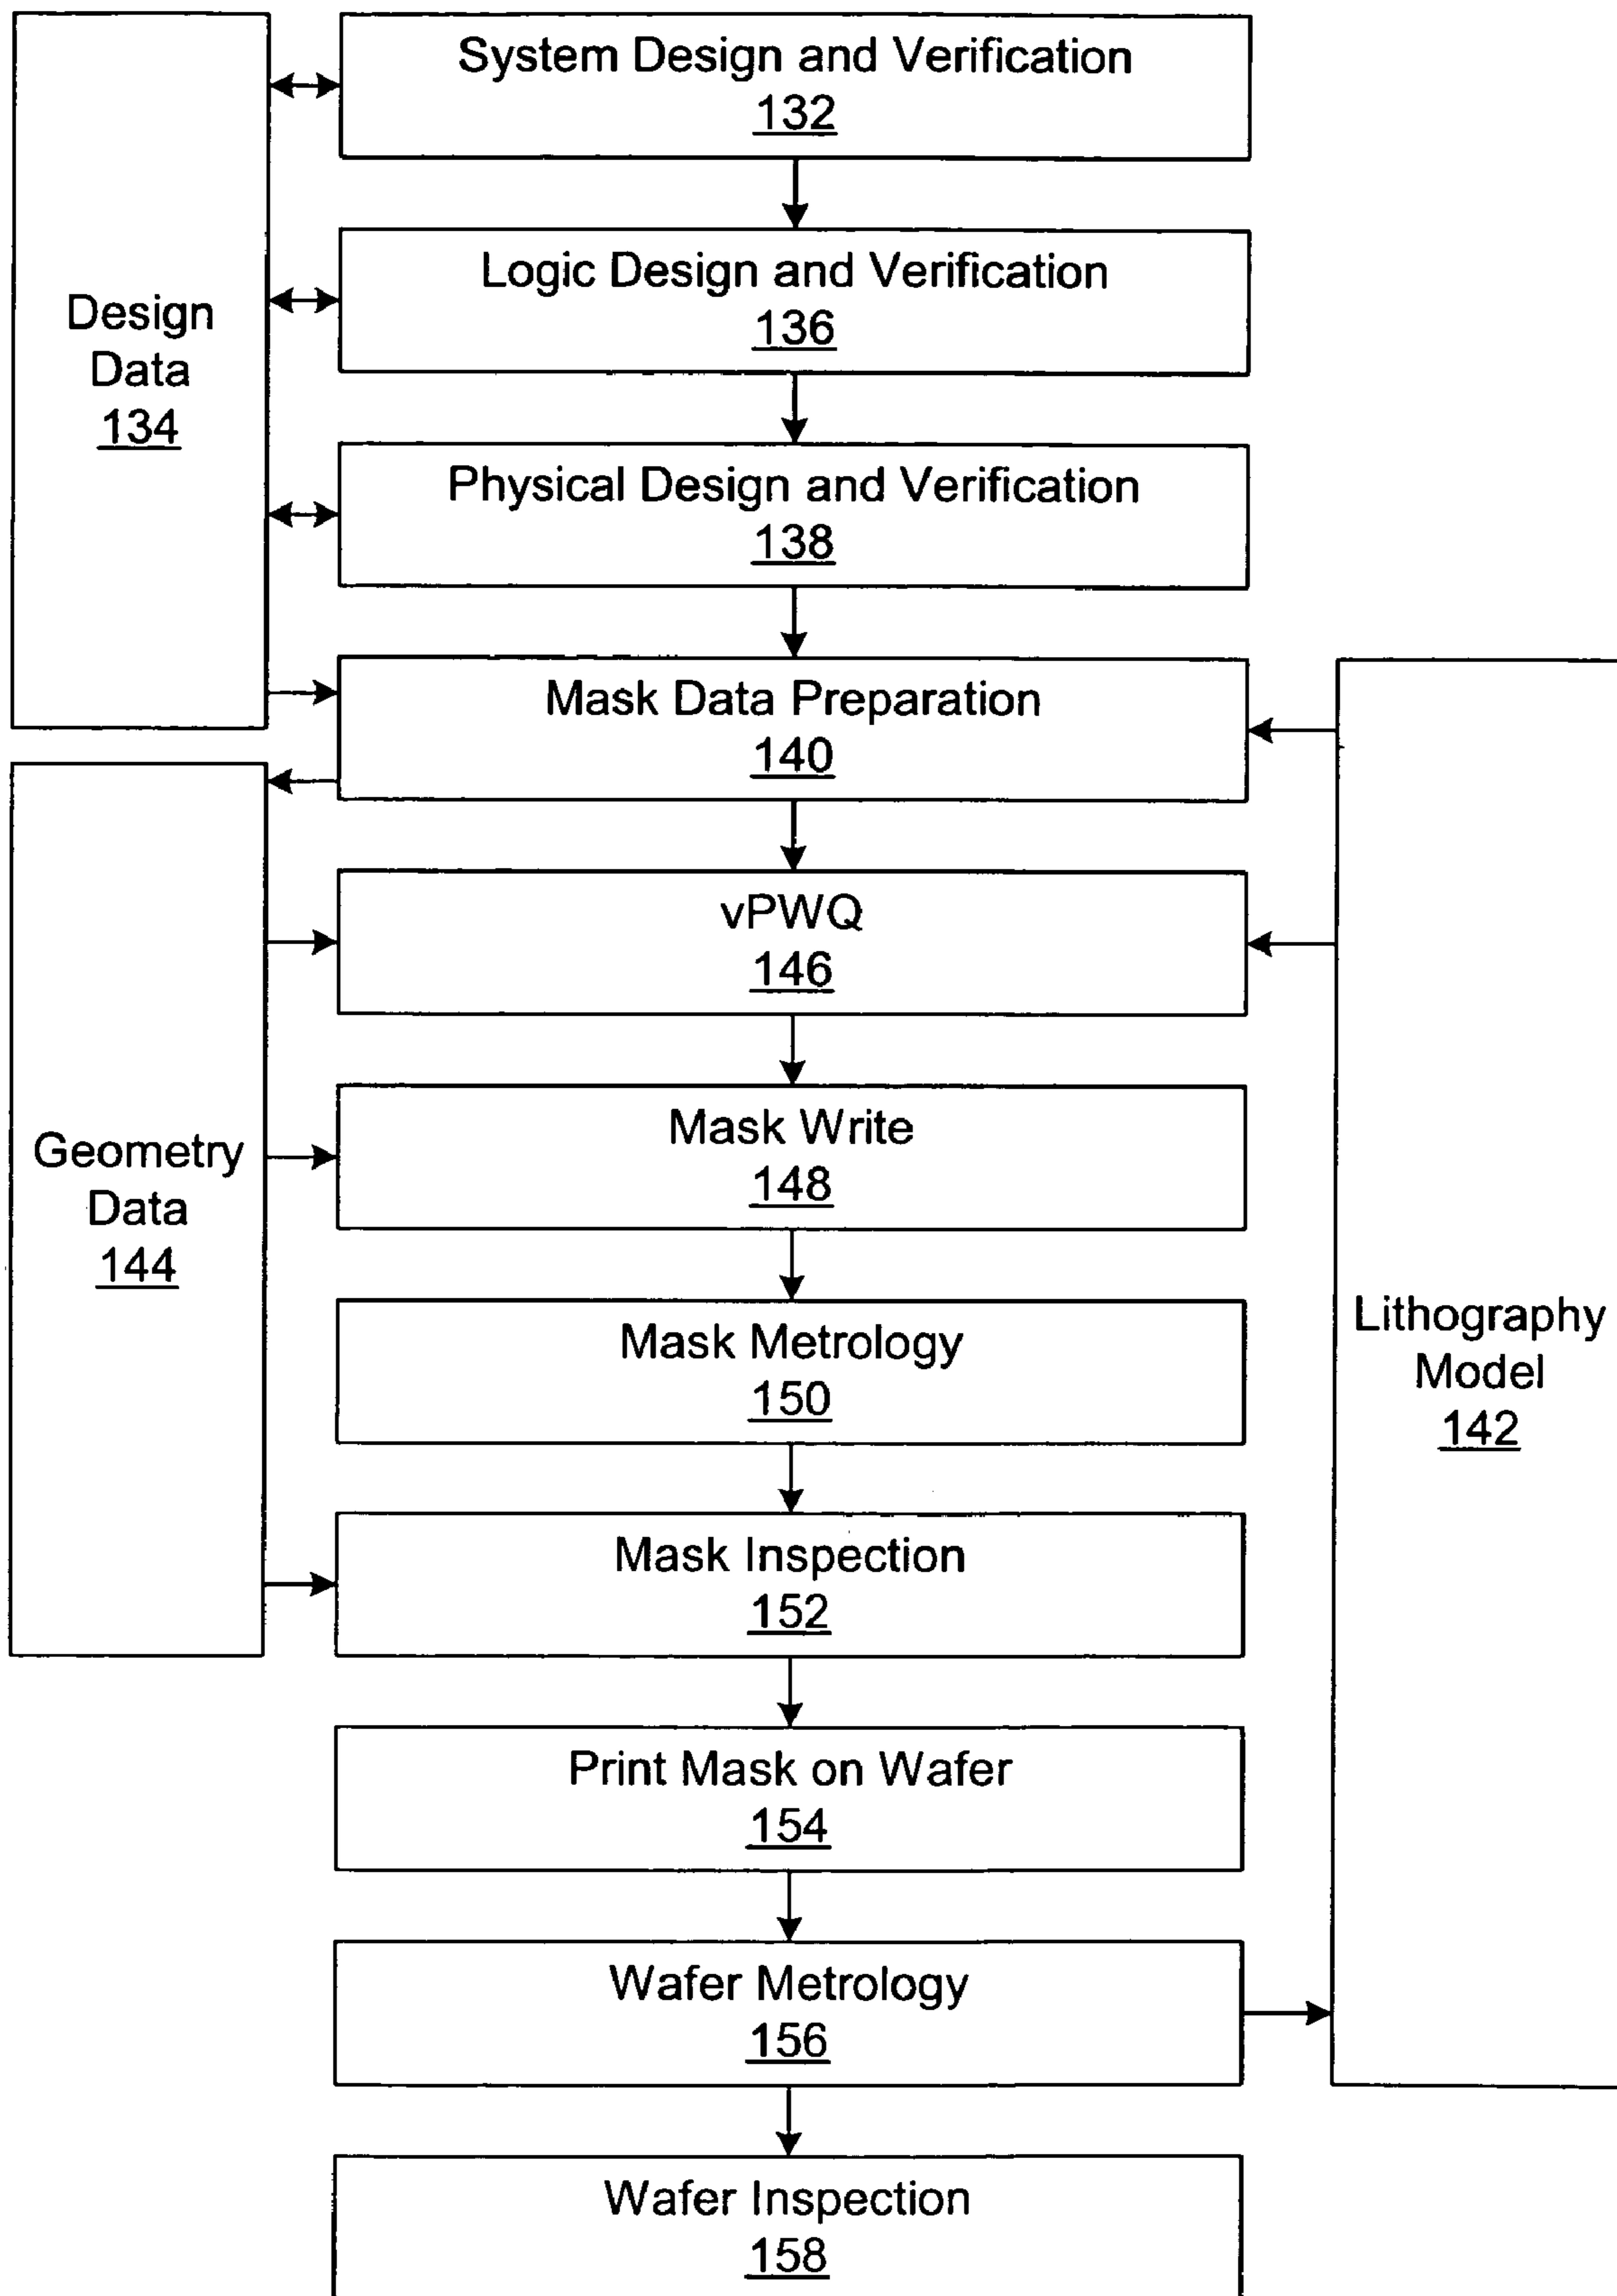 System Design and Verification
132
Logic Design and Verification
136
Design
Data
134
Physical Design and Verification
138
Mask Data Preparation
140
vPWQ
146
Mask Write
148
Geometry
Data
144
Mask Metrology
150
Lithography
Model
142
Mask Inspection
152
Print Mask on Wafer
154
Wafer Metrology
156
Wafer Inspection
158